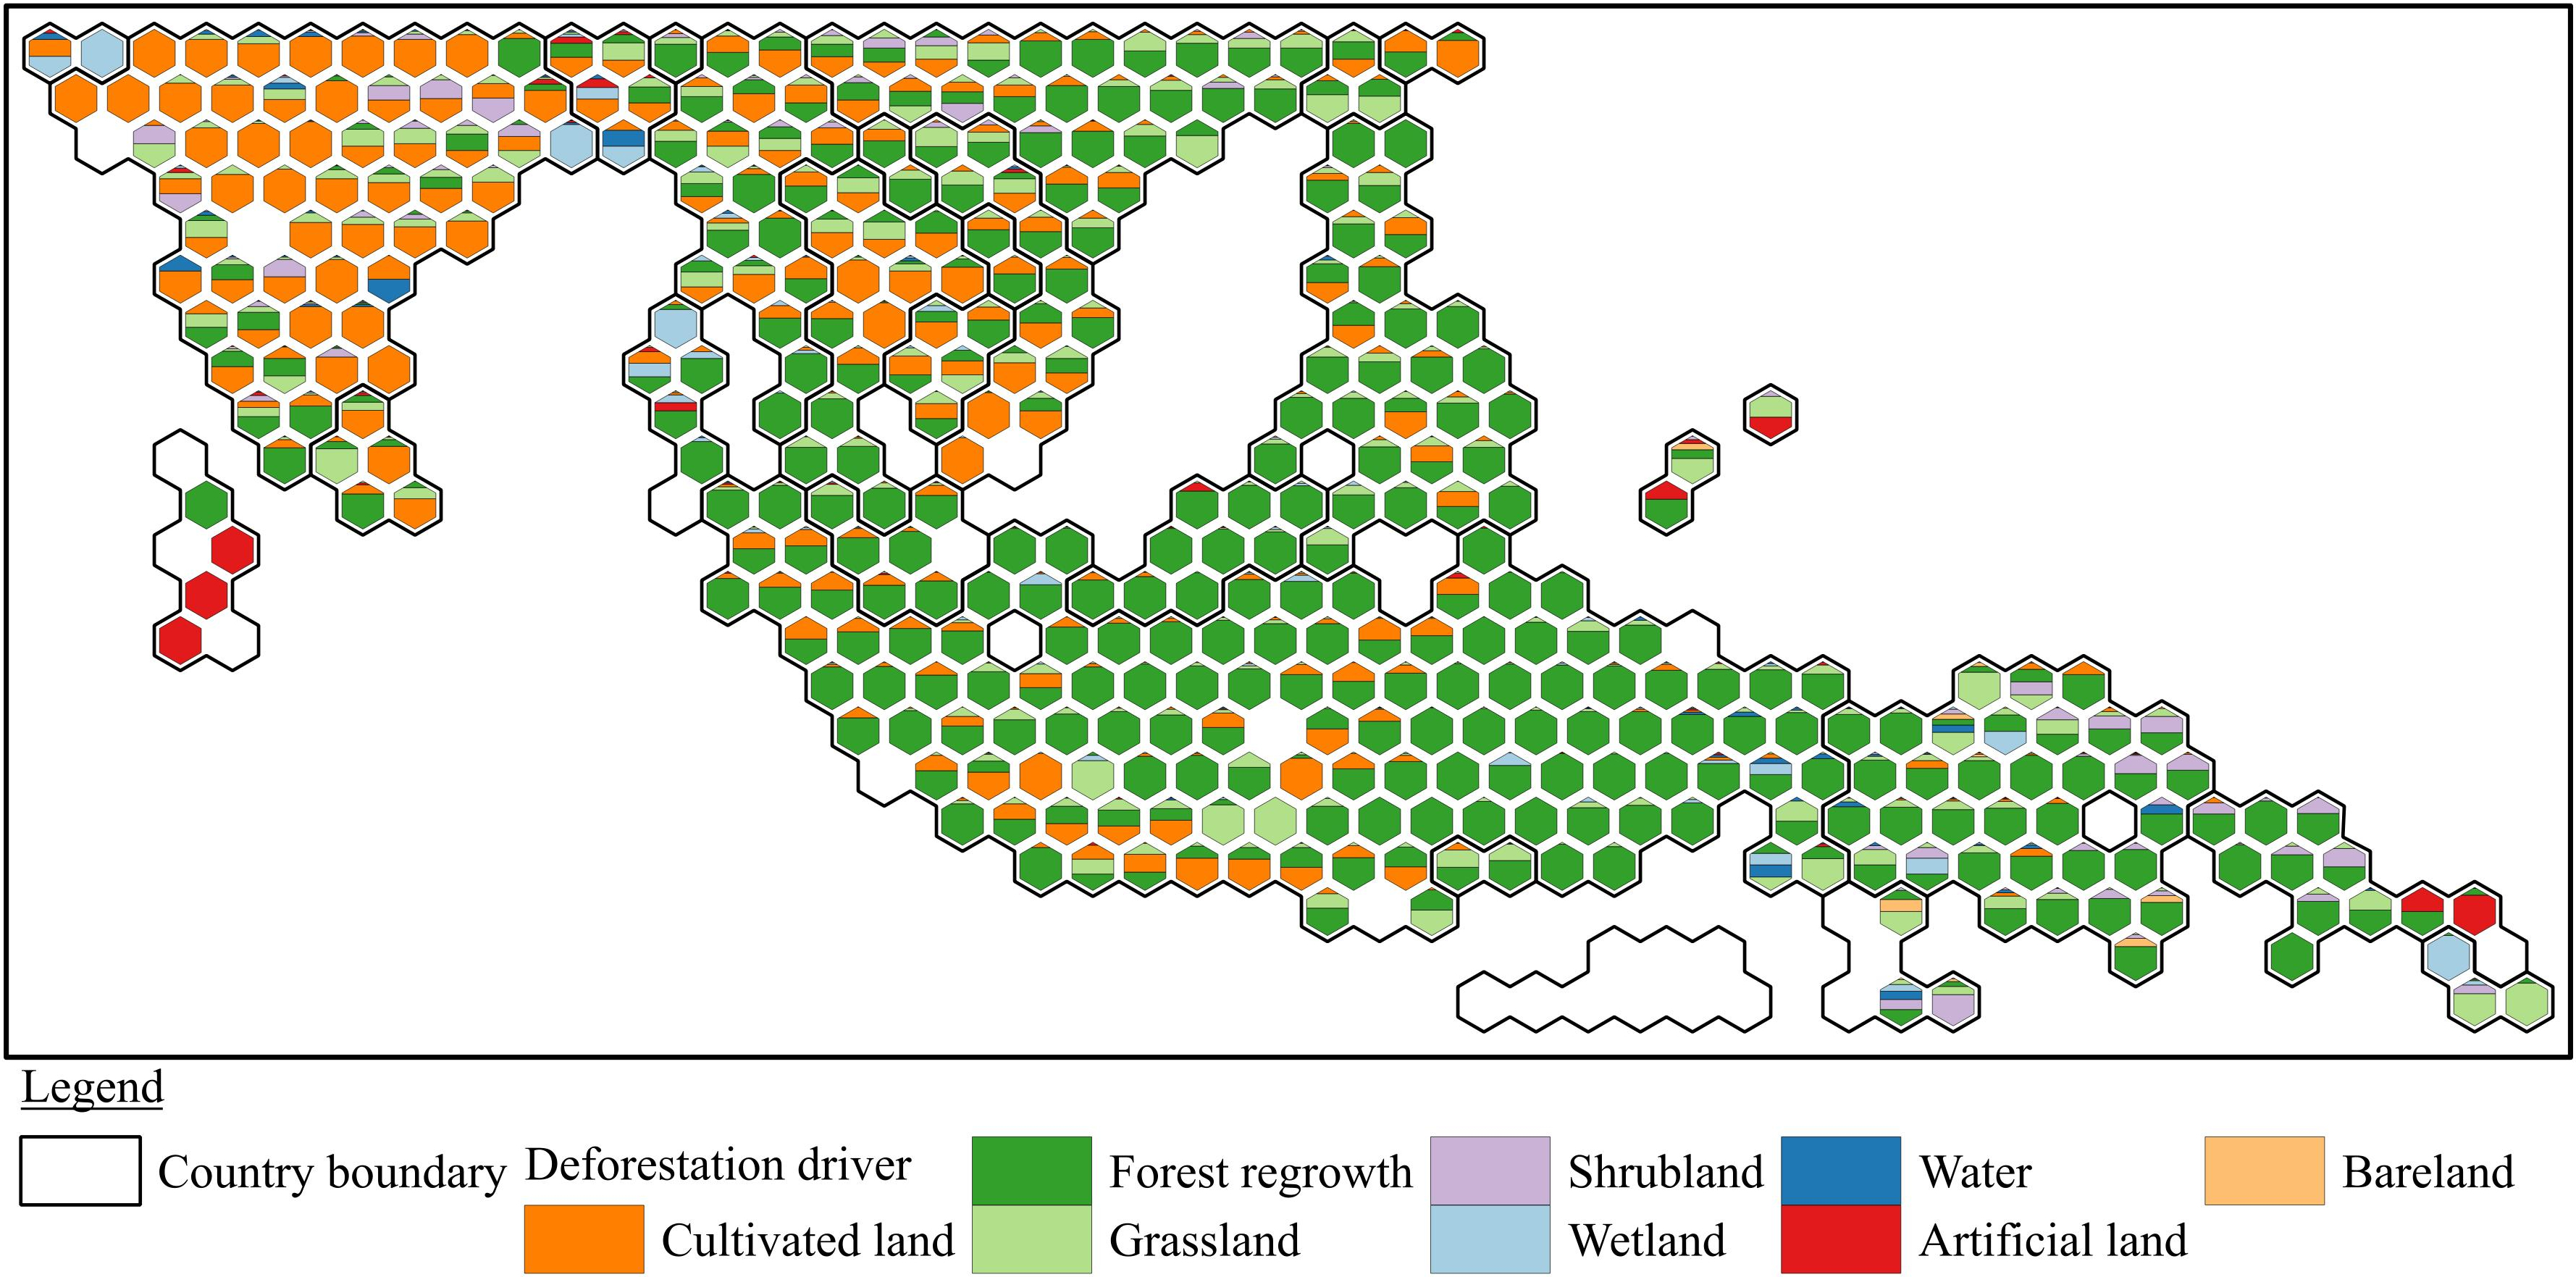 Legend
Country boundary
Deforestation driver
Cultivated land
Forest regrowth
Grassland
Shrubland
Wetland
Water
Artificial land
Bareland